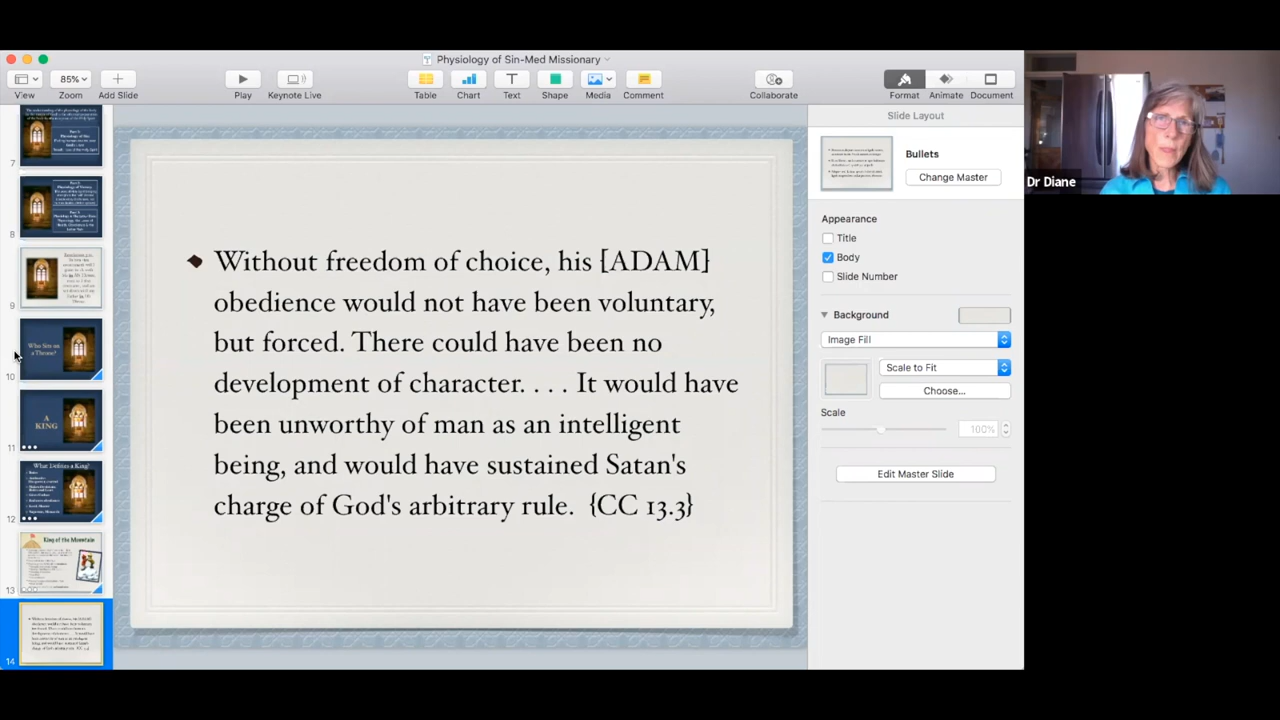 Physiology of Sin-Med Missionary
85%
View
Zoom
Add Slide
Play
Keynote Live
Table
Chart
Text
Shape
Media
Comment
Collaborate
Format
Animate
Document
7
8
9
Who Sits on
a Throne?
10
A
KING
11
What Defines a King?
12
King of the Mountain
13
14
Without freedom of choice, his [ADAM]
obedience would not have been voluntary,
but forced. There could have been no
development of character. . . . It would have
been unworthy of man as an intelligent
being, and would have sustained Satan's
charge of God's arbitrary rule. {CC 13.3}
Slide Layout
Bullets
Change Master
Appearance
Title
Body
Slide Number
Background
Image Fill
Scale to Fit
Choose...
Scale
100%
Edit Master Slide
Dr Diane